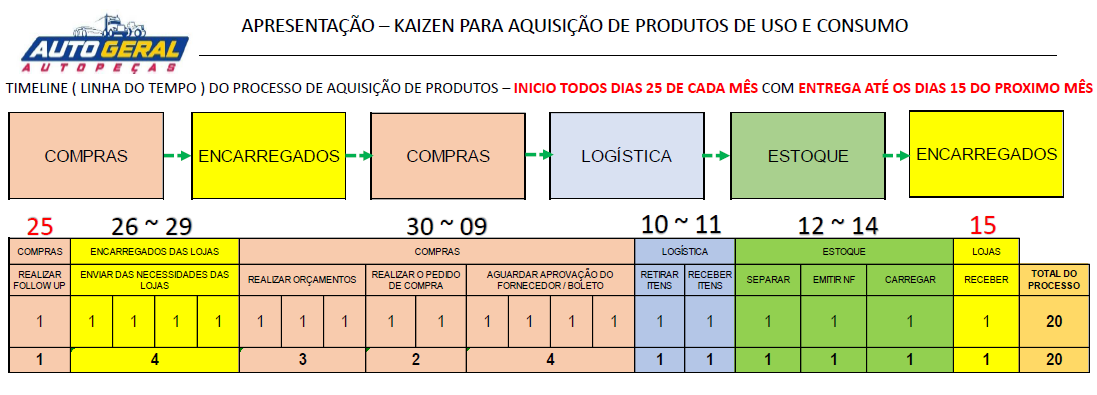 APRESENTAÇÃO – KAIZEN PARA AQUISIÇÃO DE PRODUTOS DE USO E CONSUMO
AUTO GERAL
AUTOPEÇAS
TIMELINE ( LINHA DO TEMPO ) DO PROCESSO DE AQUISIÇÃO DE PRODUTOS – INICIO TODOS DIAS 25 DE CADA MÊS COM ENTREGA ATÉ OS DIAS 15 DO PROXIMO MÊS
COMPRAS ENCARREGADOS COMPRAS LOGÍSTICA ESTOQUE ENCARREGADOS
25 26 ~ 29 30 ~ 09 10 ~ 11 12 ~ 14 15
COMPRAS ENCARREGADOS DAS LOJAS COMPRAS LOGÍSTICA ESTOQUE LOJAS
REALIZAR FOLLOW UP ENVIAR DAS NECESSIDADES DAS LOJAS REALIZAR ORÇAMENTOS REALIZAR O PEDIDO DE COMPRA AGUARDAR APROVAÇÃO DO FORNECEDOR / BOLETO RETIRAR ITENS RECEBER ITENS SEPARAR EMITIR NF CARREGAR RECEBER TOTAL DO PROCESSO
1 1 1 1 1 1 1 1 1 1 1 1 1 1 1 1 1 1 1 1 20
1 4 3 2 4 1 1 1 1 1 1 20